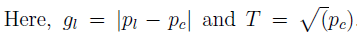 Here, g_l = |p_l − p_c| and T = √(p_c).